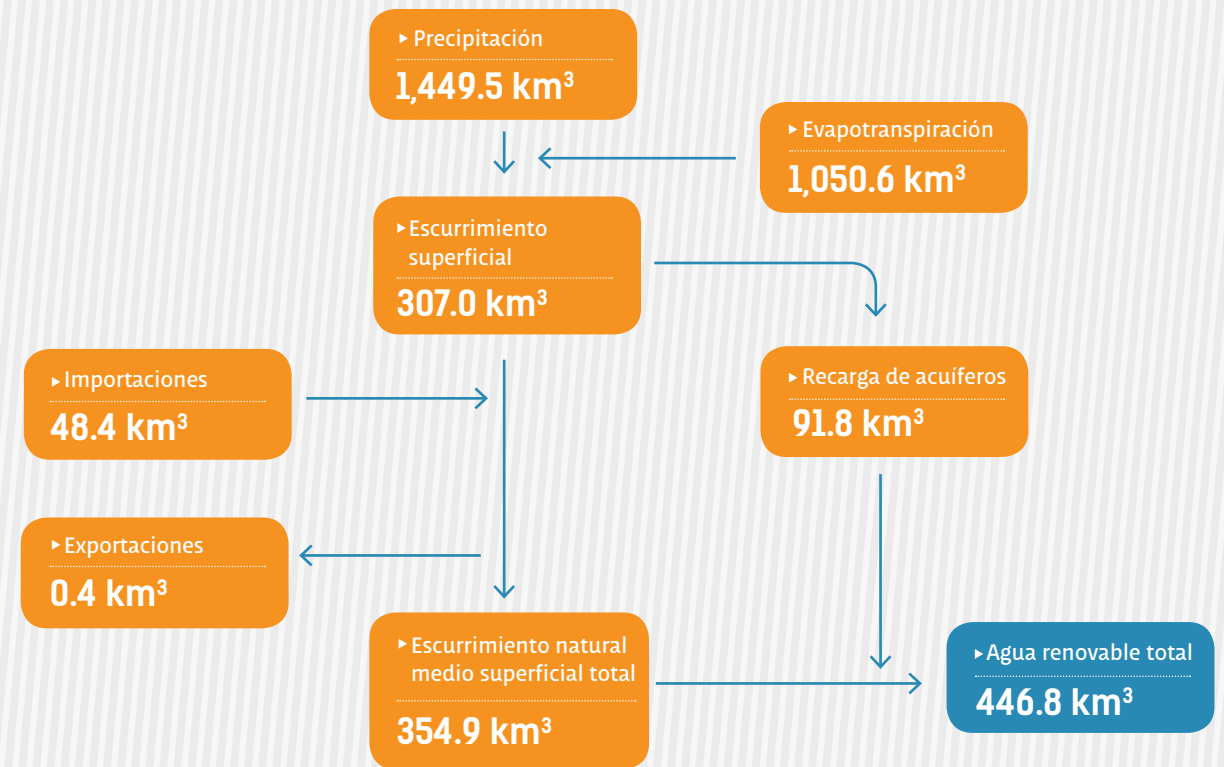 ▸ Precipitación
1,449.5 km³
▸ Evapotranspiración
1,050.6 km³
▸ Escurrimiento
superficial
307.0 km³
▸ Importaciones
48.4 km³
▸ Recarga de acuíferos
91.8 km³
▸ Exportaciones
0.4 km³
▸ Escurrimiento natural
medio superficial total
354.9 km³
▸ Agua renovable total
446.8 km³